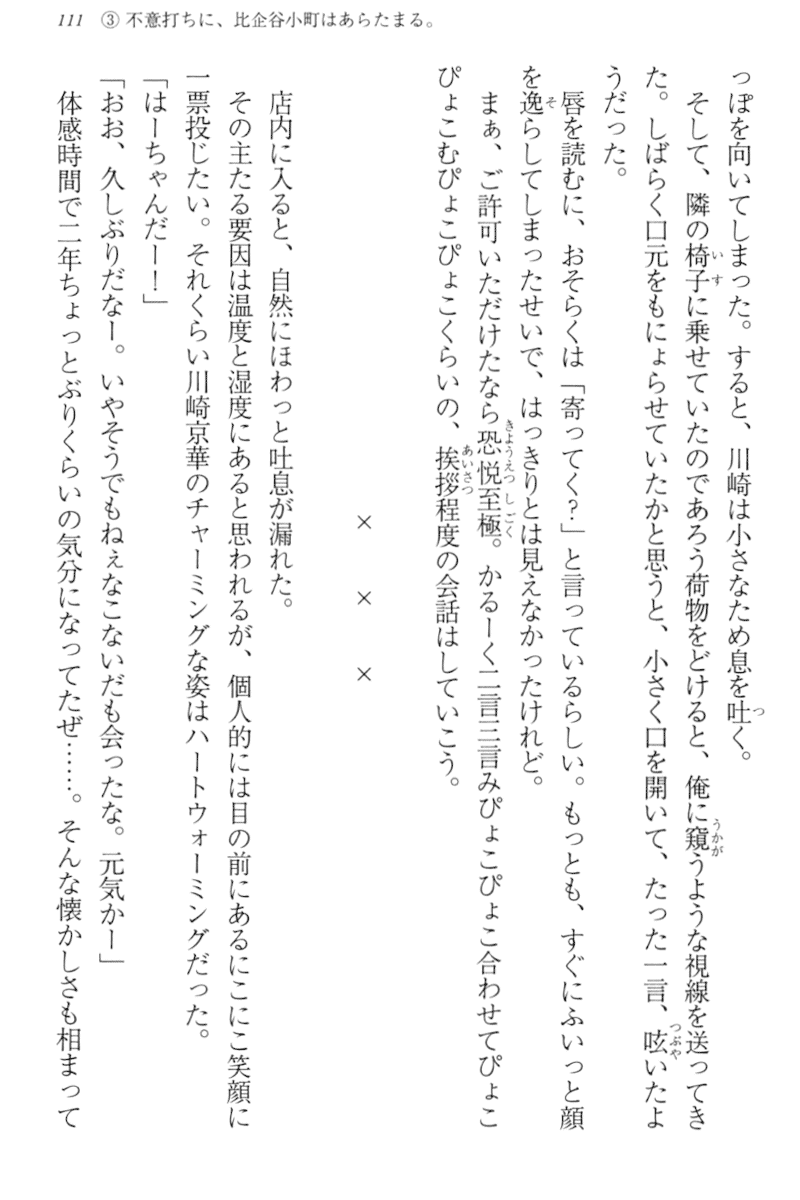 111 ③ 不意打ちに、比企谷小町はあらたまる。
っぽを向いてしまった。すると、川崎は小さなため息を吐く。
そして、隣の椅子に乗せていたのであろう荷物をどけると、俺に窺うような視線を送ってき
た。しばらく口元をもにょらせていたかと思うと、小さく口を開いて、たった一言、呟いたよ
うだった。
唇を読むに、おそらくは「寄ってく?」と言っているらしい。もっとも、すぐにふいっと顔
を逸らしてしまったせいで、はっきりとは見えなかったけれど。
まぁ、ご許可いただけたなら恐悦至極。かるーく二言三言みぴょこぴょこ合わせてぴょこ
ぴょこむぴょこぴょこくらいの、挨拶程度の会話はしていこう。
× × ×
店内に入ると、自然にほわっと吐息が漏れた。
その主たる要因は温度と湿度にあると思われるが、個人的には目の前にあるにこにこ笑顔に
一票投じたい。それくらい川崎京華のチャーミングな姿はハートウォーミングだった。
「はーちゃんだー!」
「おお、久しぶりだなー。いやそうでもねぇなこないだも会ったな。元気かー」
体感時間で二年ちょっとぶりくらいの気分になってたぜ……。そんな懐かしさも相まって